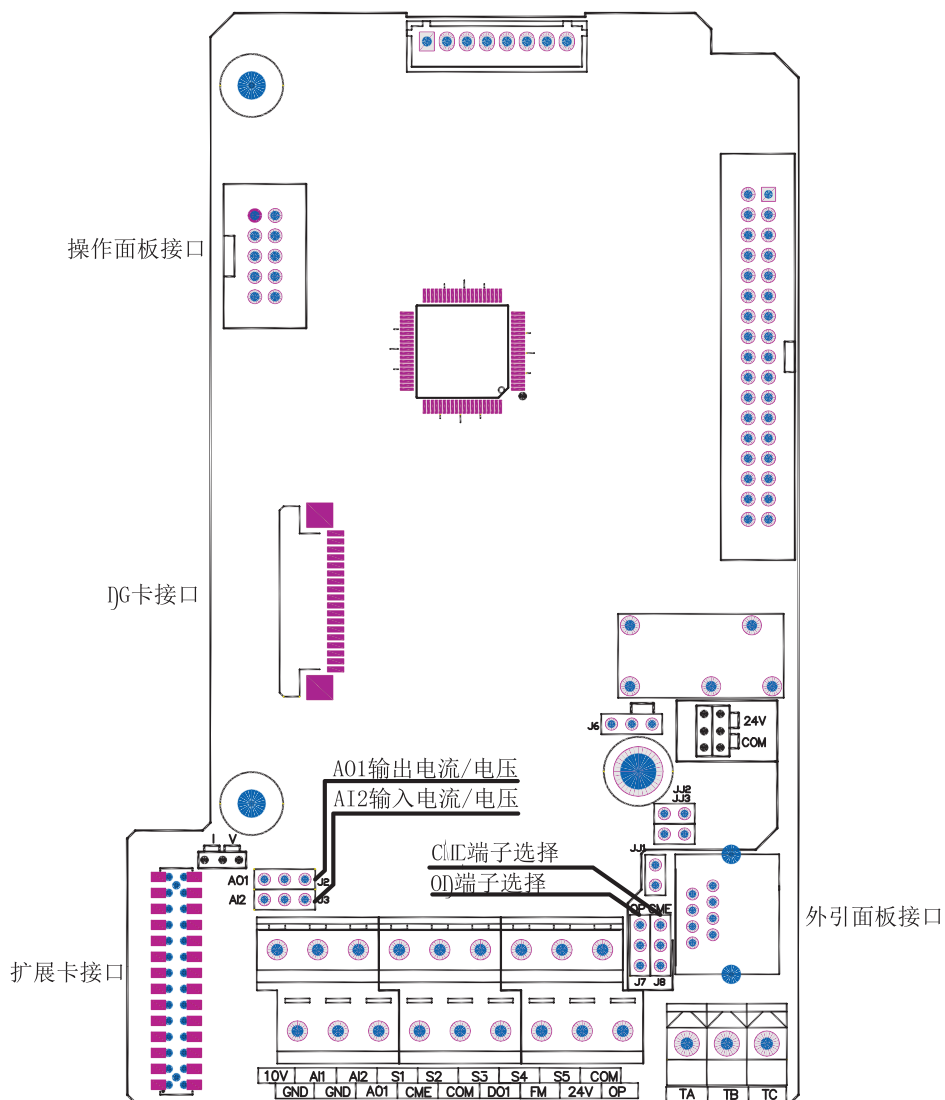 操作面板接口
DG卡接口
J6
24V
COM
AO1输出电流/电压
AI2输入电流/电压
JJ2
JJ3
I V
CME端子选择
JJ1
AO1 J2
AI2 J3
OP端子选择
OP CME
外引面板接口
扩展卡接口
J7 J8
10V AI1 AI2 S1 S2 S3 S4 S5 COM
GND GND AO1 CME COM DO1 FM 24V OP
TA TB TC